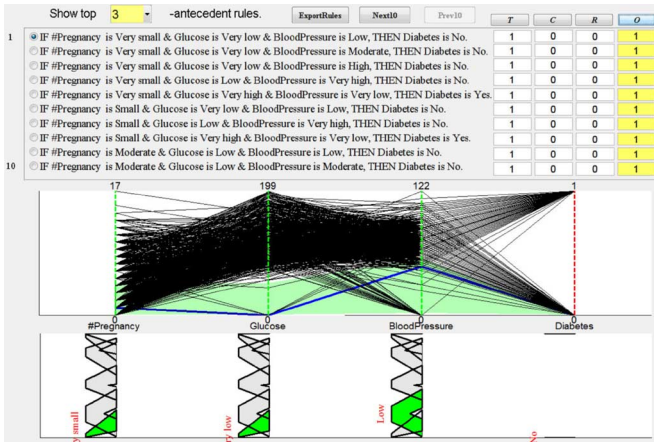 Show top 3 -antecedent rules. ExportRules Next10 Prev10 T C R O
1 IF #Pregnancy is Very small & Glucose is Very low & BloodPressure is Low, THEN Diabetes is No. 1 0 0 1
IF #Pregnancy is Very small & Glucose is Very low & BloodPressure is Moderate, THEN Diabetes is No. 1 0 0 1
IF #Pregnancy is Very small & Glucose is Very low & BloodPressure is High, THEN Diabetes is No. 1 0 0 1
IF #Pregnancy is Very small & Glucose is Low & BloodPressure is Very high, THEN Diabetes is No. 1 0 0 1
IF #Pregnancy is Very small & Glucose is Very high & BloodPressure is Very low, THEN Diabetes is Yes. 1 0 0 1
IF #Pregnancy is Small & Glucose is Very low & BloodPressure is Low, THEN Diabetes is No. 1 0 0 1
IF #Pregnancy is Small & Glucose is Low & BloodPressure is Very high, THEN Diabetes is No. 1 0 0 1
IF #Pregnancy is Small & Glucose is Very high & BloodPressure is Very low, THEN Diabetes is Yes. 1 0 0 1
IF #Pregnancy is Moderate & Glucose is Low & BloodPressure is Low, THEN Diabetes is No. 1 0 0 1
10 IF #Pregnancy is Moderate & Glucose is Low & BloodPressure is Moderate, THEN Diabetes is No. 1 0 0 1
17 199 122 1
0 0 0 0
#Pregnancy Glucose BloodPressure Diabetes
y small
ry low
Low
No